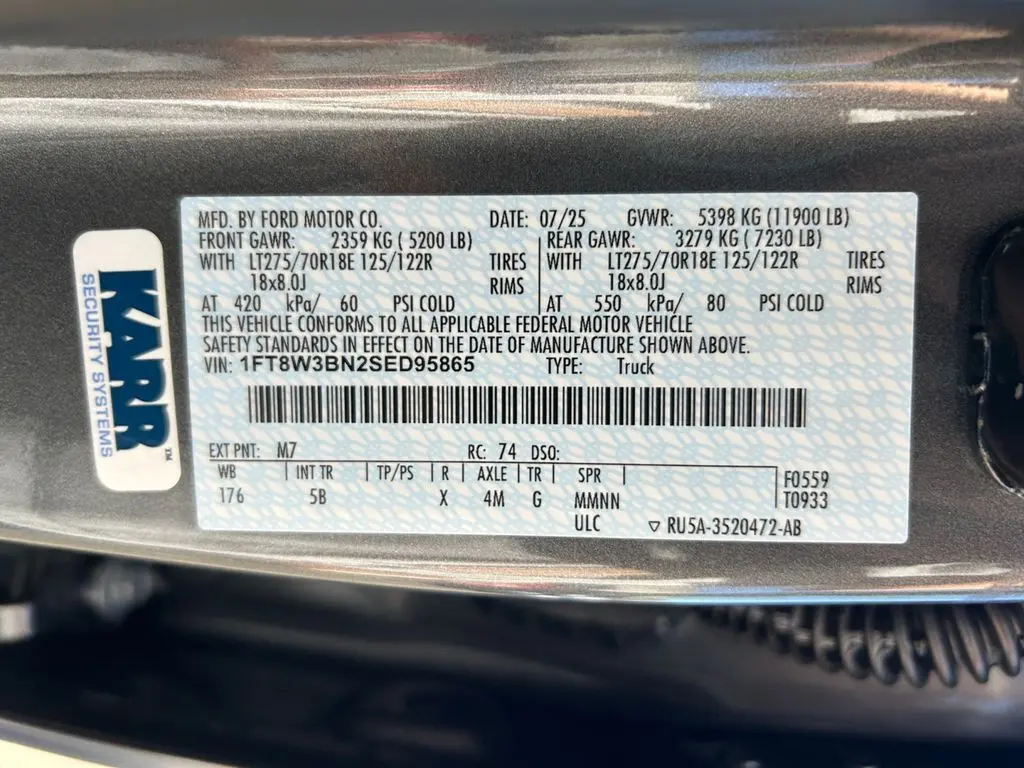 MFD. BY FORD MOTOR CO. DATE: 07/25 GVWR: 5398 KG (11900 LB)
FRONT GAWR: 2359 KG ( 5200 LB) REAR GAWR: 3279 KG ( 7230 LB)
WITH LT275/70R18E 125/122R TIRES WITH LT275/70R18E 125/122R TIRES
18x8.0J RIMS 18x8.0J RIMS
AT 420 kPa/ 60 PSI COLD AT 550 kPa/ 80 PSI COLD
THIS VEHICLE CONFORMS TO ALL APPLICABLE FEDERAL MOTOR VEHICLE
SAFETY STANDARDS IN EFFECT ON THE DATE OF MANUFACTURE SHOWN ABOVE.
VIN: 1FT8W3BN2SED95865 TYPE: Truck
EXT PNT: M7 RC: 74 DSO:
WB INT TR TP/PS R AXLE TR SPR F0559
176 5B X 4M G MMNN T0933
ULC ▽ RU5A-3520472-AB
KARR™
SECURITY SYSTEMS